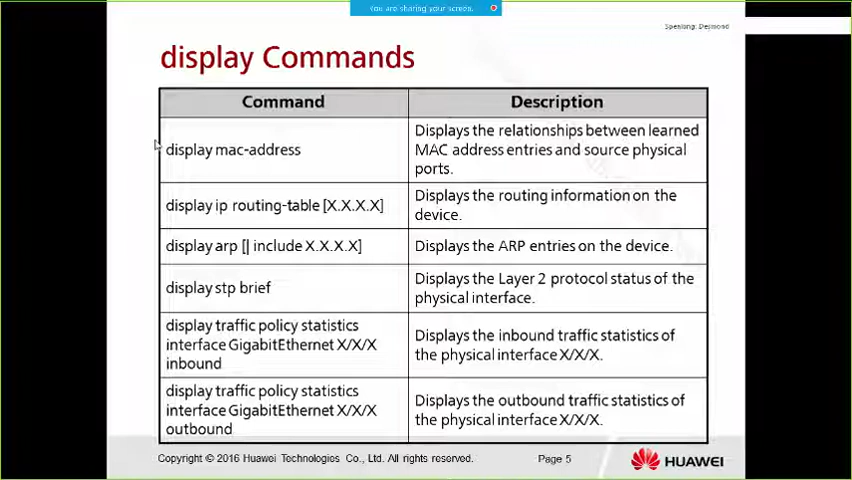 You are sharing your screen.
Speaking: Desmond
display Commands
Command
Description
display mac-address
Displays the relationships between learned
MAC address entries and source physical
ports.
display ip routing-table [X.X.X.X]
Displays the routing information on the
device.
display arp [| include X.X.X.X]
Displays the ARP entries on the device.
display stp brief
Displays the Layer 2 protocol status of the
physical interface.
display traffic policy statistics
interface GigabitEthernet X/X/X
inbound
Displays the inbound traffic statistics of
the physical interface X/X/X.
display traffic policy statistics
interface GigabitEthernet X/X/X
outbound
Displays the outbound traffic statistics of
the physical interface X/X/X.
Copyright © 2016 Huawei Technologies Co., Ltd. All rights reserved.
Page 5
HUAWEI